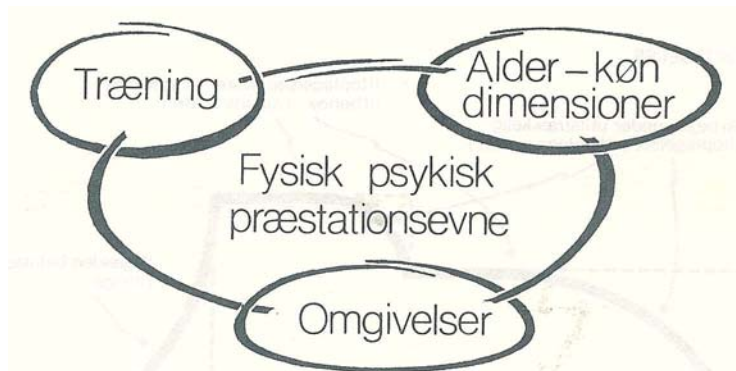 Træning
Alder – køn
dimensioner
Fysisk psykisk
præstationsevne
Omgivelser